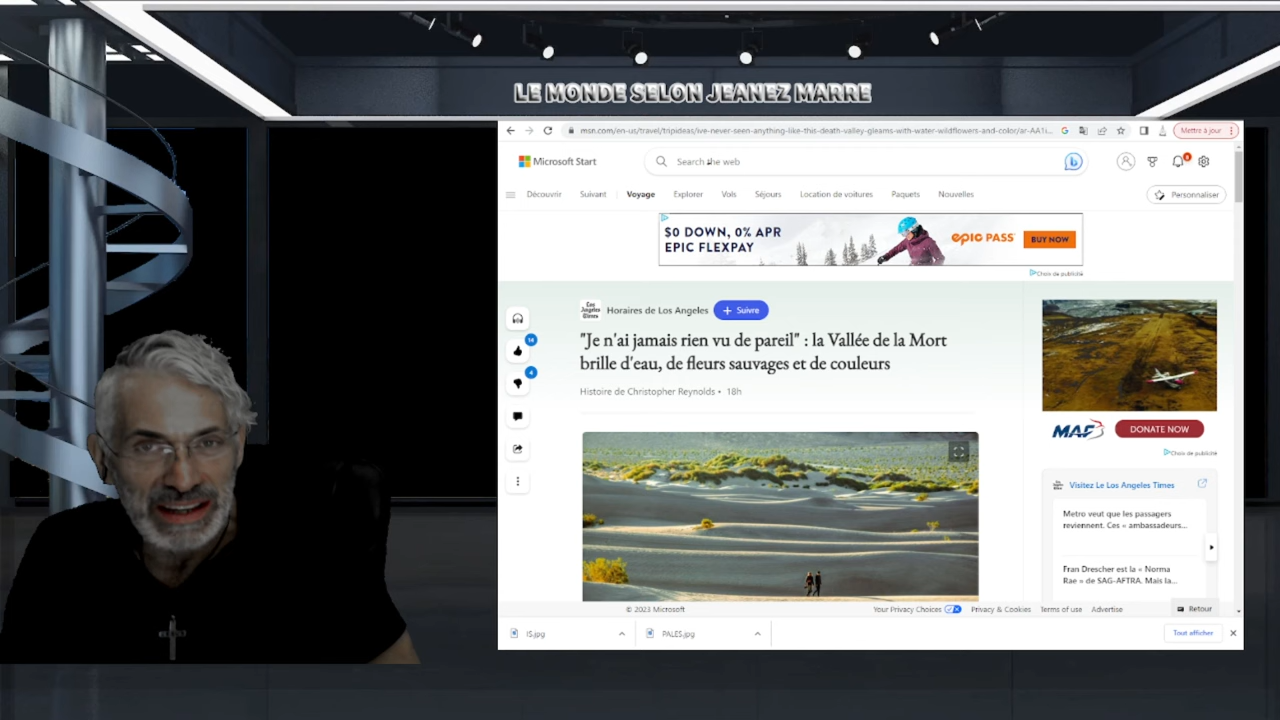 LE MONDE SELON JEANEZ MARRE
msn.com/en-us/travel/tripideas/ive-never-seen-anything-like-this-death-valley-gleams-with-water-wildflowers-and-color/ar-AA1i...
Mettre à jour
Microsoft Start
Search the web
8
Découvrir Suivant Voyage Explorer Vols Séjours Location de voitures Paquets Nouvelles
Personnaliser
$0 DOWN, 0% APR
EPIC FLEXPAY
EPIC PASS
BUY NOW
Choix de publicité
Los Angeles Times
Horaires de Los Angeles
+ Suivre
"Je n'ai jamais rien vu de pareil" : la Vallée de la Mort
brille d'eau, de fleurs sauvages et de couleurs
Histoire de Christopher Reynolds • 18h
14
4
MAF
DONATE NOW
Choix de publicité
Visitez Le Los Angeles Times
Metro veut que les passagers
reviennent. Ces « ambassadeurs...
Fran Drescher est la « Norma
Rae » de SAG-AFTRA. Mais la...
© 2023 Microsoft
Your Privacy Choices
Privacy & Cookies
Terms of use
Advertise
Retour
IS.jpg
PALES.jpg
Tout afficher